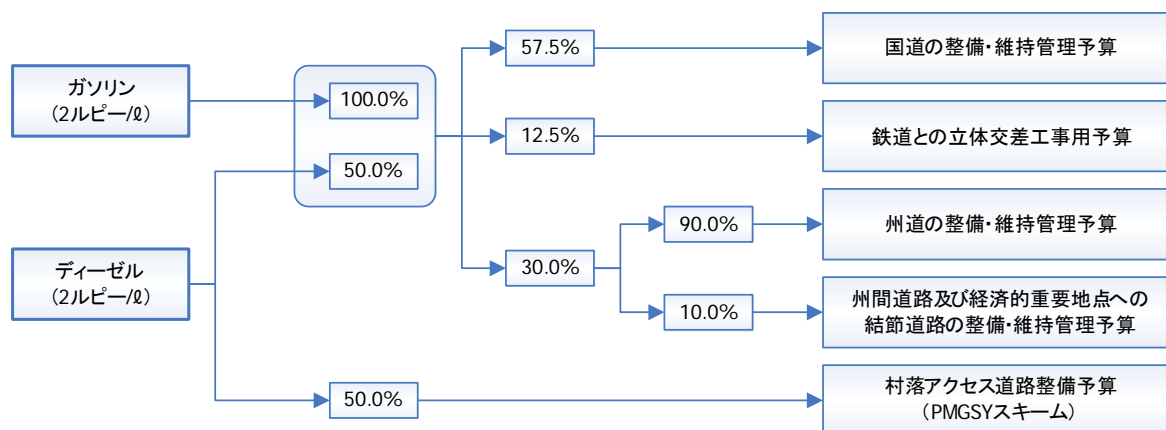 ガソリン
(2ルピー/ℓ)
100.0%
50.0%
57.5%
国道の整備・維持管理予算
12.5%
鉄道との立体交差工事用予算
30.0%
90.0%
州道の整備・維持管理予算
10.0%
州間道路及び経済的重要地点への
結節道路の整備・維持管理予算
ディーゼル
(2ルピー/ℓ)
50.0%
村落アクセス道路整備予算
(PMGSYスキーム)